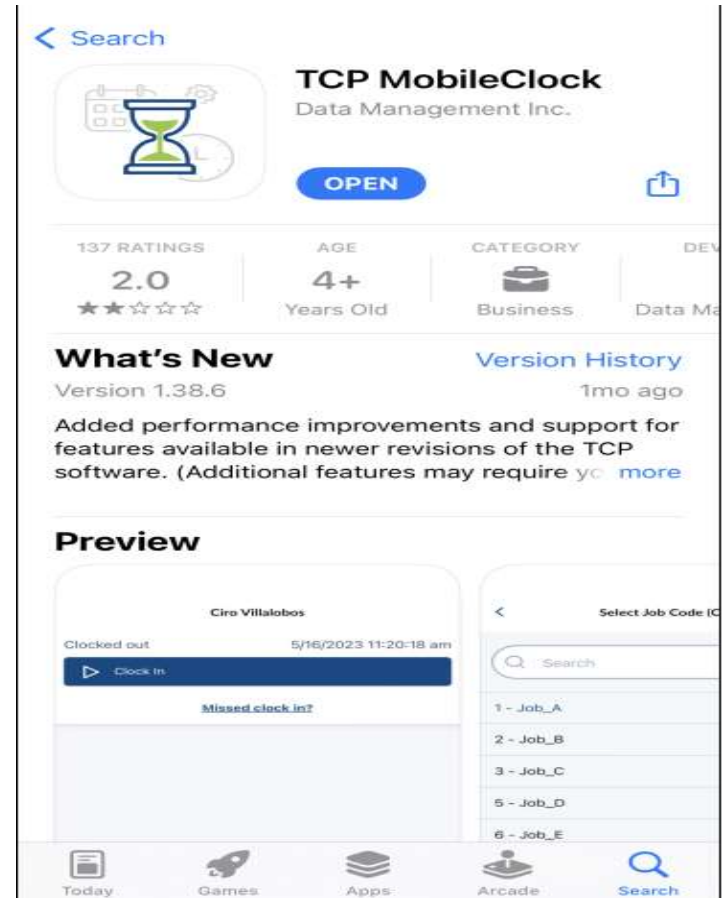 Search
TCP MobileClock
Data Management Inc.
OPEN
137 RATINGS AGE CATEGORY DEV
2.0 4+
Years Old Business Data Ma
What's New Version History
Version 1.38.6 1mo ago
Added performance improvements and support for
features available in newer revisions of the TCP
software. (Additional features may require yo more
Preview
Ciro Villalobos
Clocked out 5/16/2023 11:20:18 am
Clock In
Missed clock in?
Select Job Code (C
Search
1 - Job_A
2 - Job_B
3 - Job_C
5 - Job_D
6 - Job_E
Today Games Apps Arcade Search